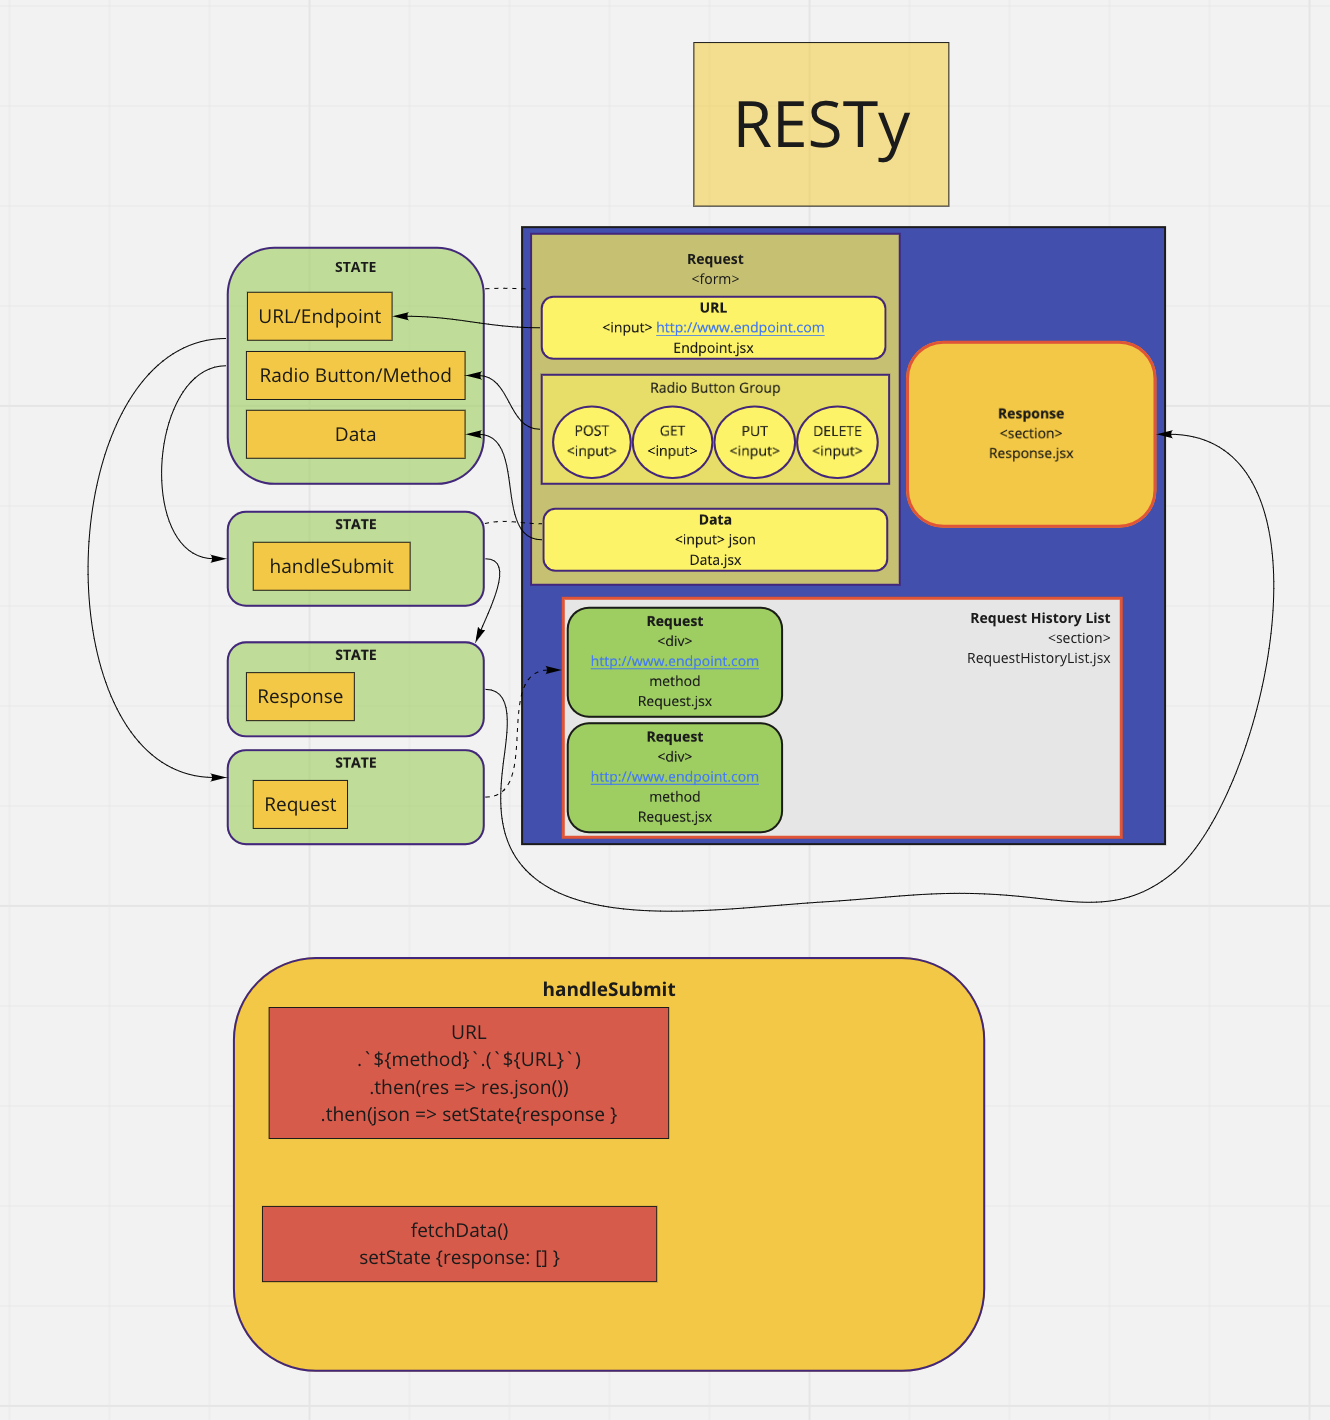 RESTy
STATE
URL/Endpoint
Radio Button/Method
Data
STATE
handleSubmit
STATE
Response
STATE
Request
Request
<form>
URL
<input> http://www.endpoint.com
Endpoint.jsx
Radio Button Group
POST
<input>
GET
<input>
PUT
<input>
DELETE
<input>
Data
<input> json
Data.jsx
Response
<section>
Response.jsx
Request
<div>
http://www.endpoint.com
method
Request.jsx
Request
<div>
http://www.endpoint.com
method
Request.jsx
Request History List
<section>
RequestHistoryList.jsx
handleSubmit
URL
.`${method}`.(`${URL}`)
.then(res => res.json())
.then(json => setState{response }
fetchData()
setState {response: [] }